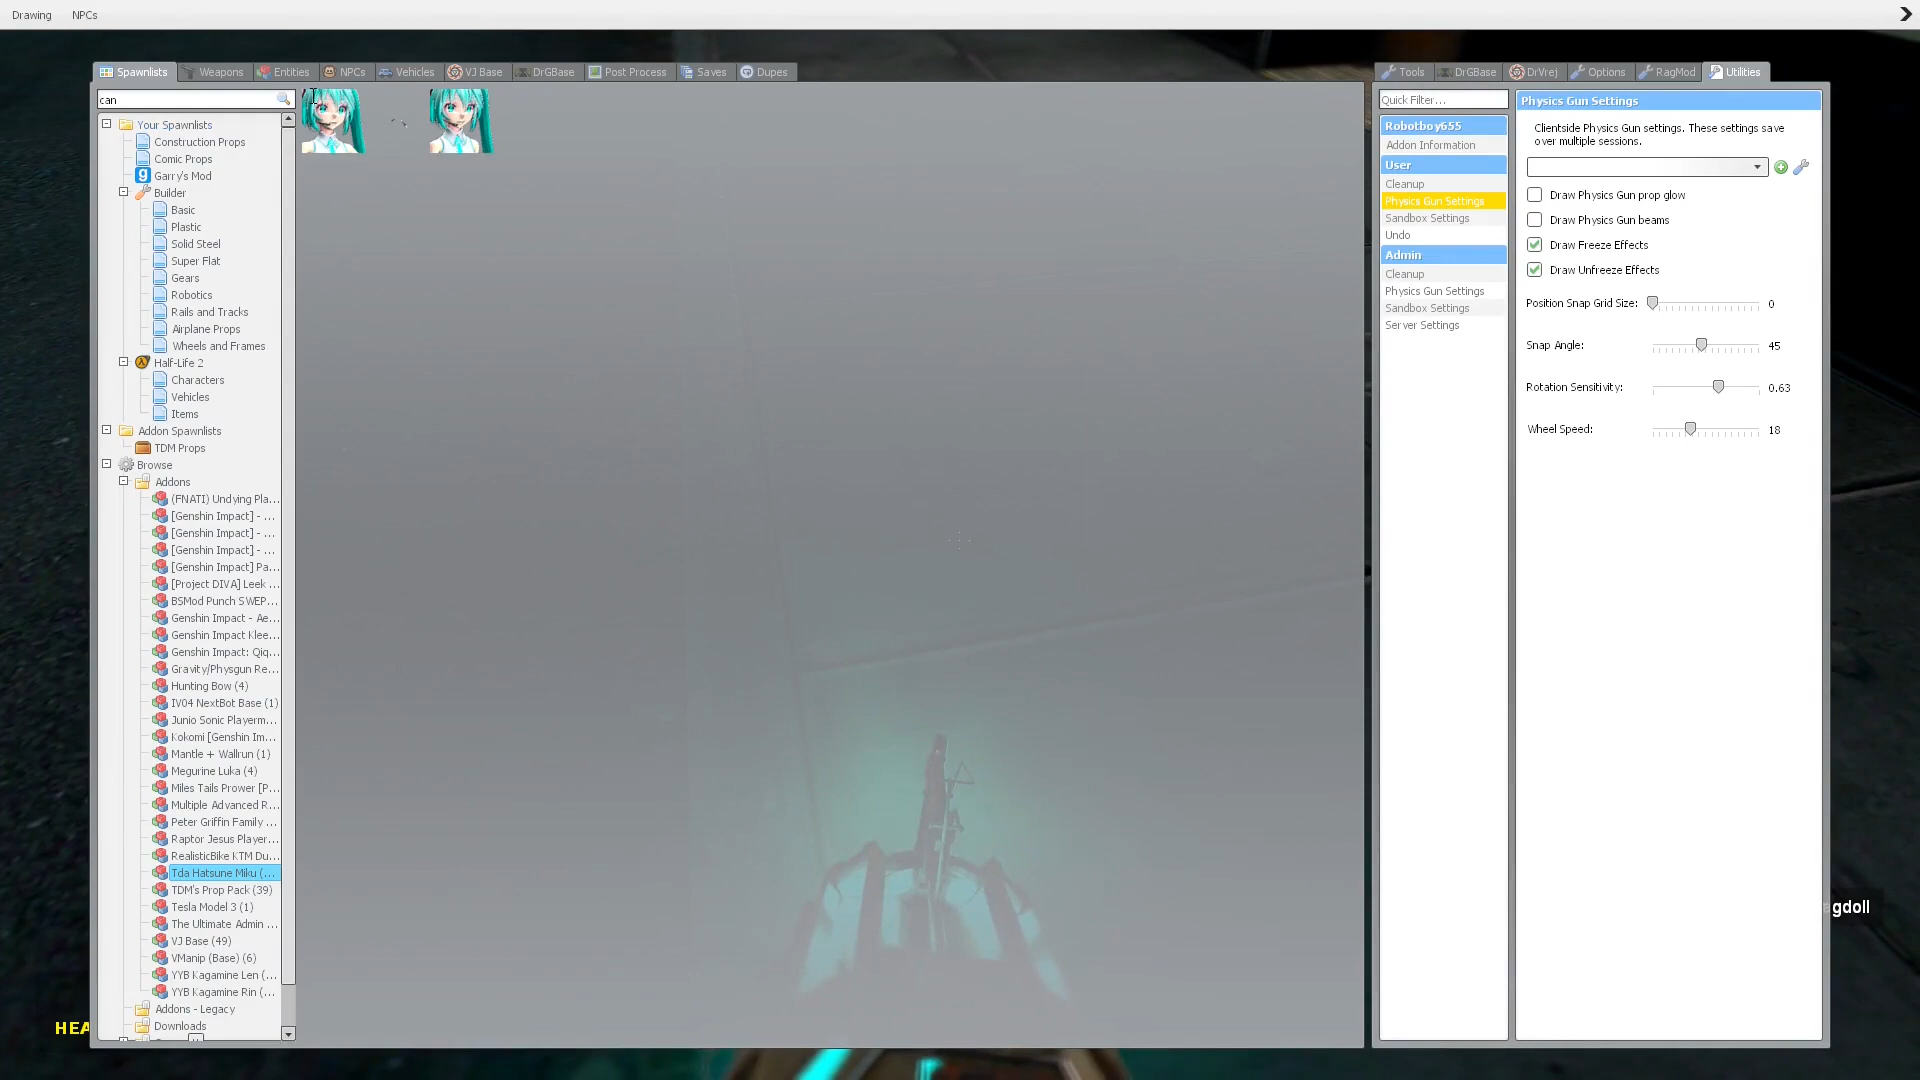 Drawing NPCs
Spawnlists Weapons Entities NPCs Vehicles VJ Base DrGBase Post Process Saves Dupes
Tools DrGBase DrVrej Options RagMod Utilities
can
Your Spawnlists
Construction Props
Comic Props
Garry's Mod
Builder
Basic
Plastic
Solid Steel
Super Flat
Gears
Robotics
Rails and Tracks
Airplane Props
Wheels and Frames
Half-Life 2
Characters
Vehicles
Items
Addon Spawnlists
TDM Props
Browse
Addons
(FNATI) Undying Pla...
[Genshin Impact] - ...
[Genshin Impact] - ...
[Genshin Impact] - ...
[Genshin Impact] Pa...
[Project DIVA] Leek ...
BSMod Punch SWEP...
Genshin Impact - Ae...
Genshin Impact Klee...
Genshin Impact: Qiq...
Gravity/Physgun Re...
Hunting Bow (4)
IV04 NextBot Base (1)
Junio Sonic Playerm...
Kokomi [Genshin Im...
Mantle + Wallrun (1)
Megurine Luka (4)
Miles Tails Prower [P...
Multiple Advanced R...
Peter Griffin Family ...
Raptor Jesus Player...
RealisticBike KTM Du...
Tda Hatsune Miku (...
TDM's Prop Pack (39)
Tesla Model 3 (1)
The Ultimate Admin ...
VJ Base (49)
VManip (Base) (6)
YYB Kagamine Len (...
YYB Kagamine Rin (...
Addons - Legacy
Downloads
Quick Filter...
Robotboy655
Addon Information
User
Cleanup
Physics Gun Settings
Sandbox Settings
Undo
Admin
Cleanup
Physics Gun Settings
Sandbox Settings
Server Settings
Physics Gun Settings
Clientside Physics Gun settings. These settings save
over multiple sessions.
Draw Physics Gun prop glow
Draw Physics Gun beams
Draw Freeze Effects
Draw Unfreeze Effects
Position Snap Grid Size: 0
Snap Angle: 45
Rotation Sensitivity: 0.63
Wheel Speed: 18
gdoll
HEA